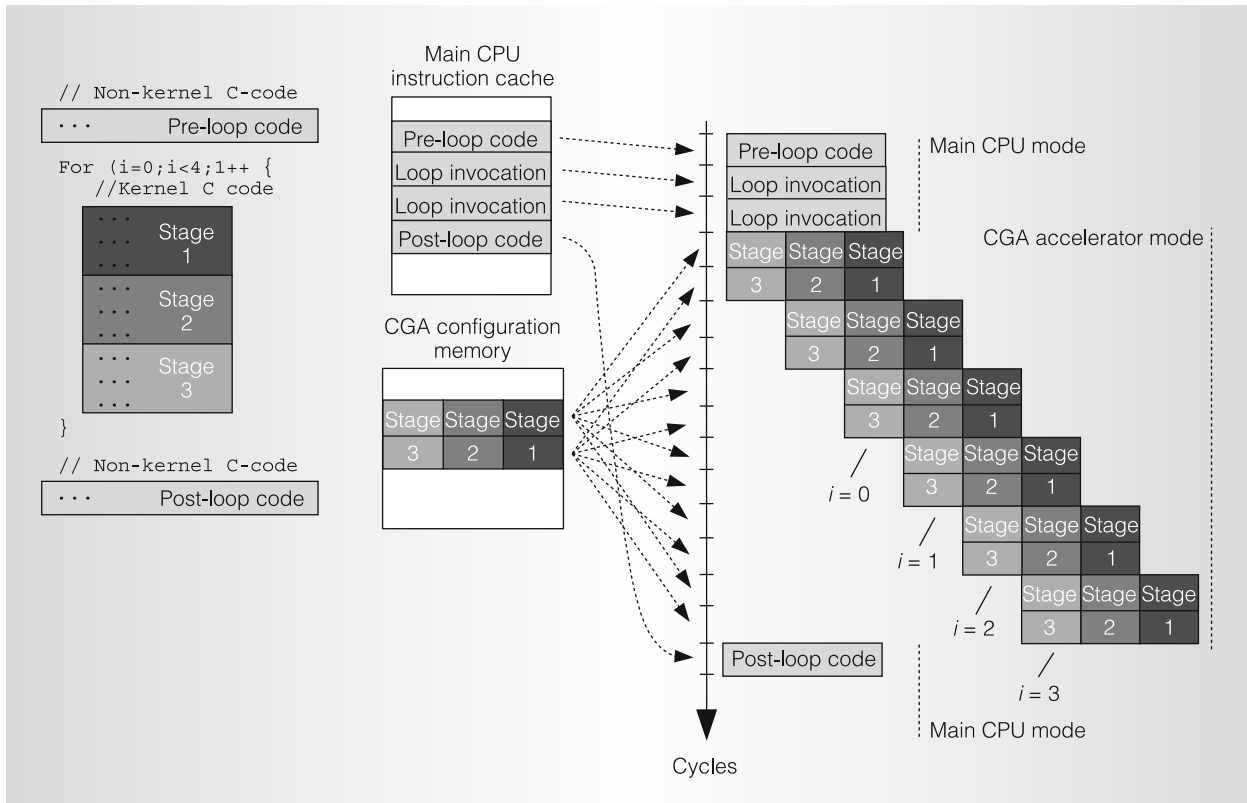 // Non-kernel C-code
··· Pre-loop code
For (i=0;i<4;1++ {
//Kernel C code
··· 
··· Stage
··· 1
··· 
··· Stage
··· 2
··· 
··· Stage
··· 3
}
// Non-kernel C-code
··· Post-loop code
Main CPU
instruction cache
Pre-loop code
Loop invocation
Loop invocation
Post-loop code
CGA configuration
memory
Stage Stage Stage
3 2 1
Main CPU mode
Pre-loop code
Loop invocation
Loop invocation
CGA accelerator mode
Stage Stage Stage
3 2 1
Stage Stage Stage
3 2 1
Stage Stage Stage
3 2 1
i = 0
Stage Stage Stage
3 2 1
i = 1
Stage Stage Stage
3 2 1
i = 2
Stage Stage Stage
3 2 1
i = 3
Post-loop code
Main CPU mode
Cycles